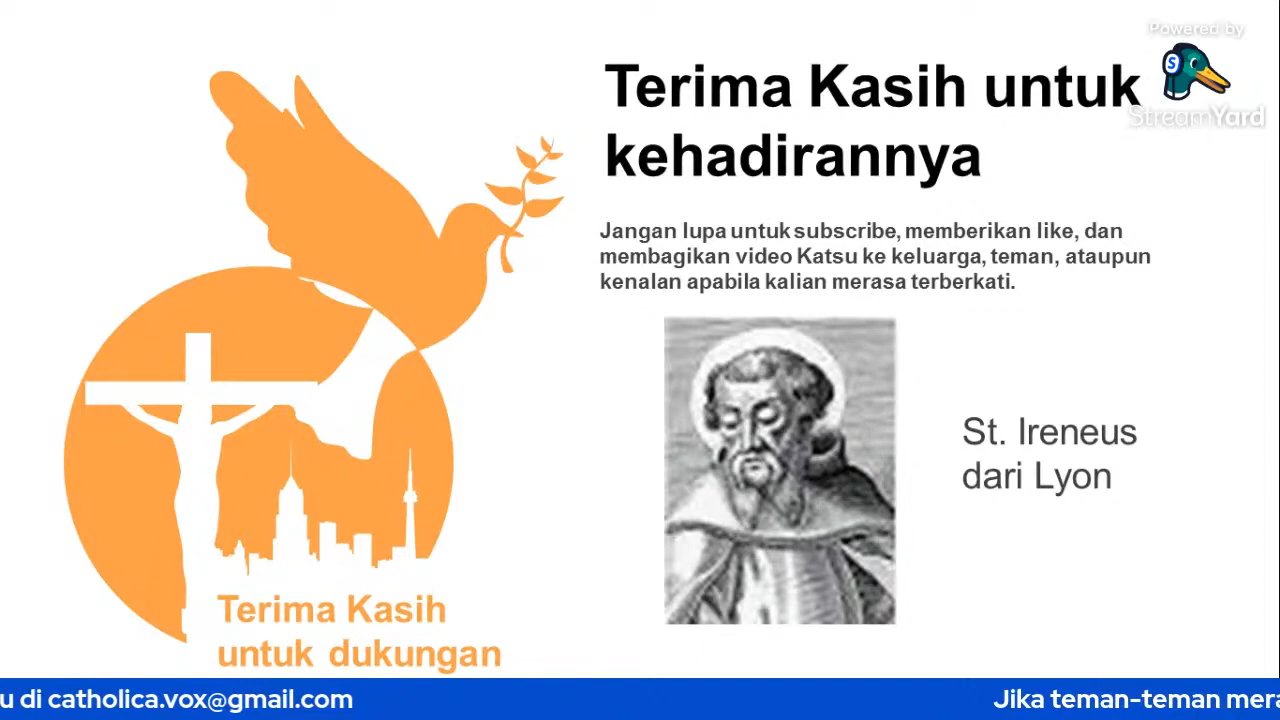 Powered by
StreamYard
Terima Kasih untuk
kehadirannya
Jangan lupa untuk subscribe, memberikan like, dan
membagikan video Katsu ke keluarga, teman, ataupun
kenalan apabila kalian merasa terberkati.
St. Ireneus
dari Lyon
Terima Kasih
untuk dukungan
u di catholica.vox@gmail.com
Jika teman-teman mera